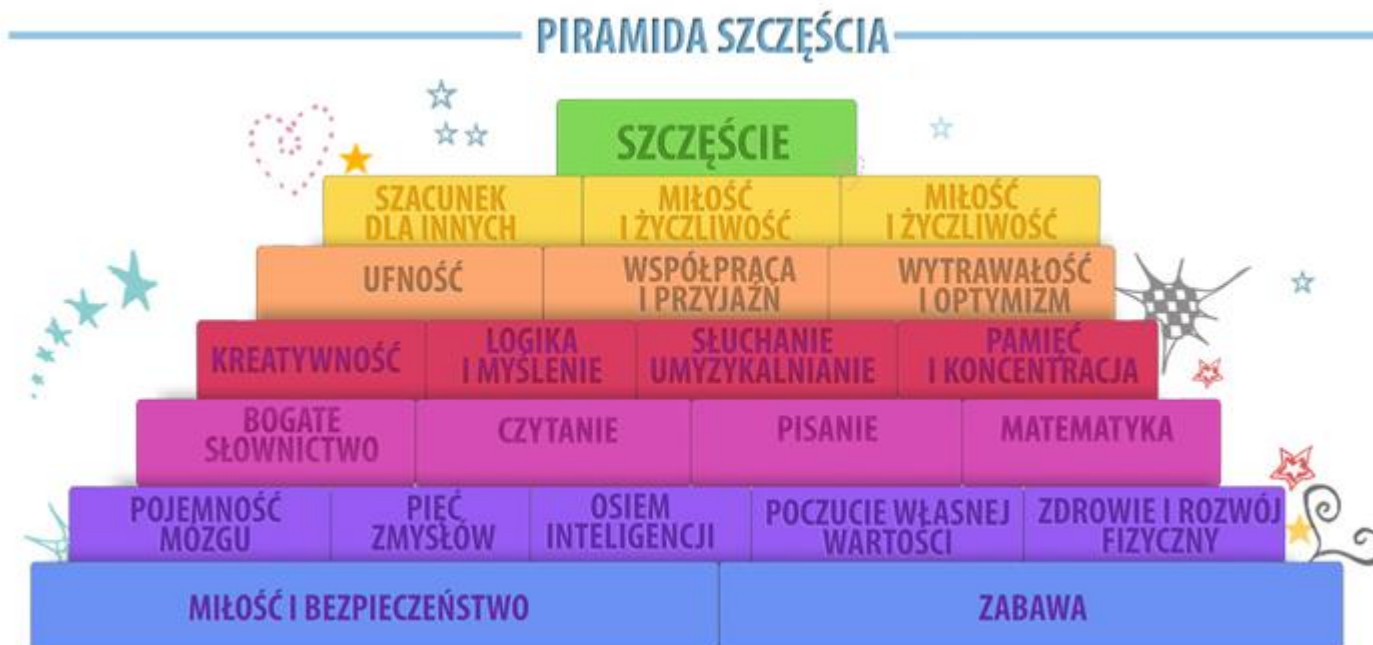 PIRAMIDA SZCZĘŚCIA
SZCZĘŚCIE
SZACUNEK
DLA INNYCH
MIŁOŚĆ
I ŻYCZLIWOŚĆ
MIŁOŚĆ
I ŻYCZLIWOŚĆ
UFNOŚĆ
WSPÓŁPRACA
I PRZYJAŹŃ
WYTRAWAŁOŚĆ
I OPTYMIZM
KREATYWNOŚĆ
LOGIKA
I MYŚLENIE
SŁUCHANIE
UMYZYKALNIANIE
PAMIĘĆ
I KONCENTRACJA
BOGATE
SŁOWNICTWO
CZYTANIE
PISANIE
MATEMATYKA
POJEMNOŚĆ
MÓZGU
PIĘĆ
ZMYSŁÓW
OSIEM
INTELIGENCJI
POCZUCIE WŁASNEJ
WARTOŚCI
ZDROWIE I ROZWÓJ
FIZYCZNY
MIŁOŚĆ I BEZPIECZEŃSTWO
ZABAWA